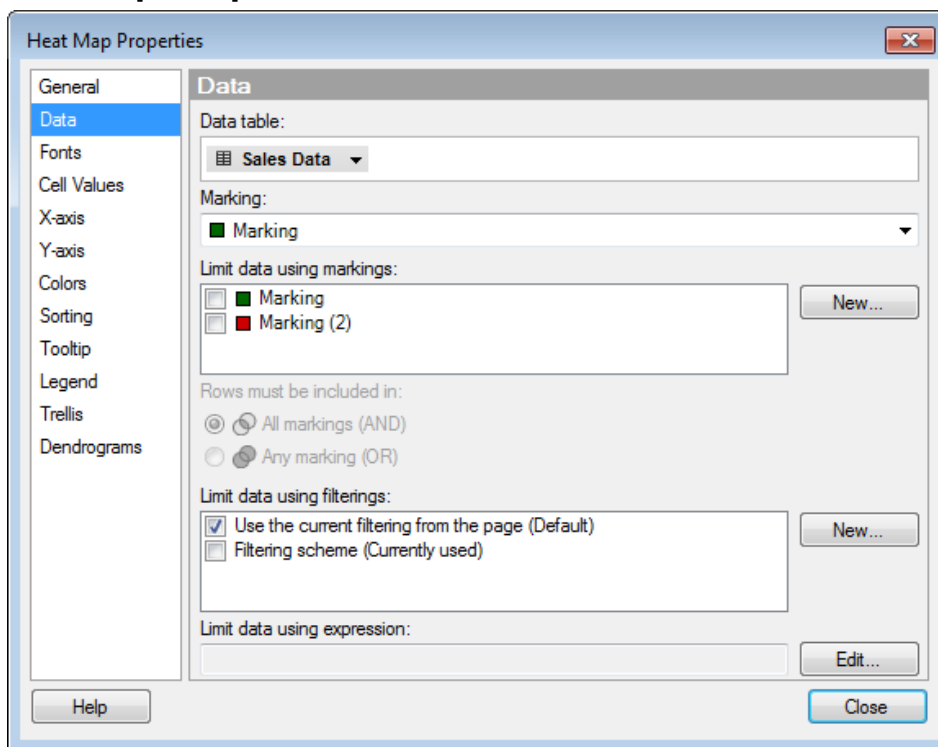 Heat Map Properties
General
Data
Fonts
Cell Values
X-axis
Y-axis
Colors
Sorting
Tooltip
Legend
Trellis
Dendrograms
Data
Data table:
Sales Data
Marking:
Marking
Limit data using markings:
Marking
Marking (2)
New...
Rows must be included in:
All markings (AND)
Any marking (OR)
Limit data using filterings:
Use the current filtering from the page (Default)
Filtering scheme (Currently used)
New...
Limit data using expression:
Edit...
Help
Close